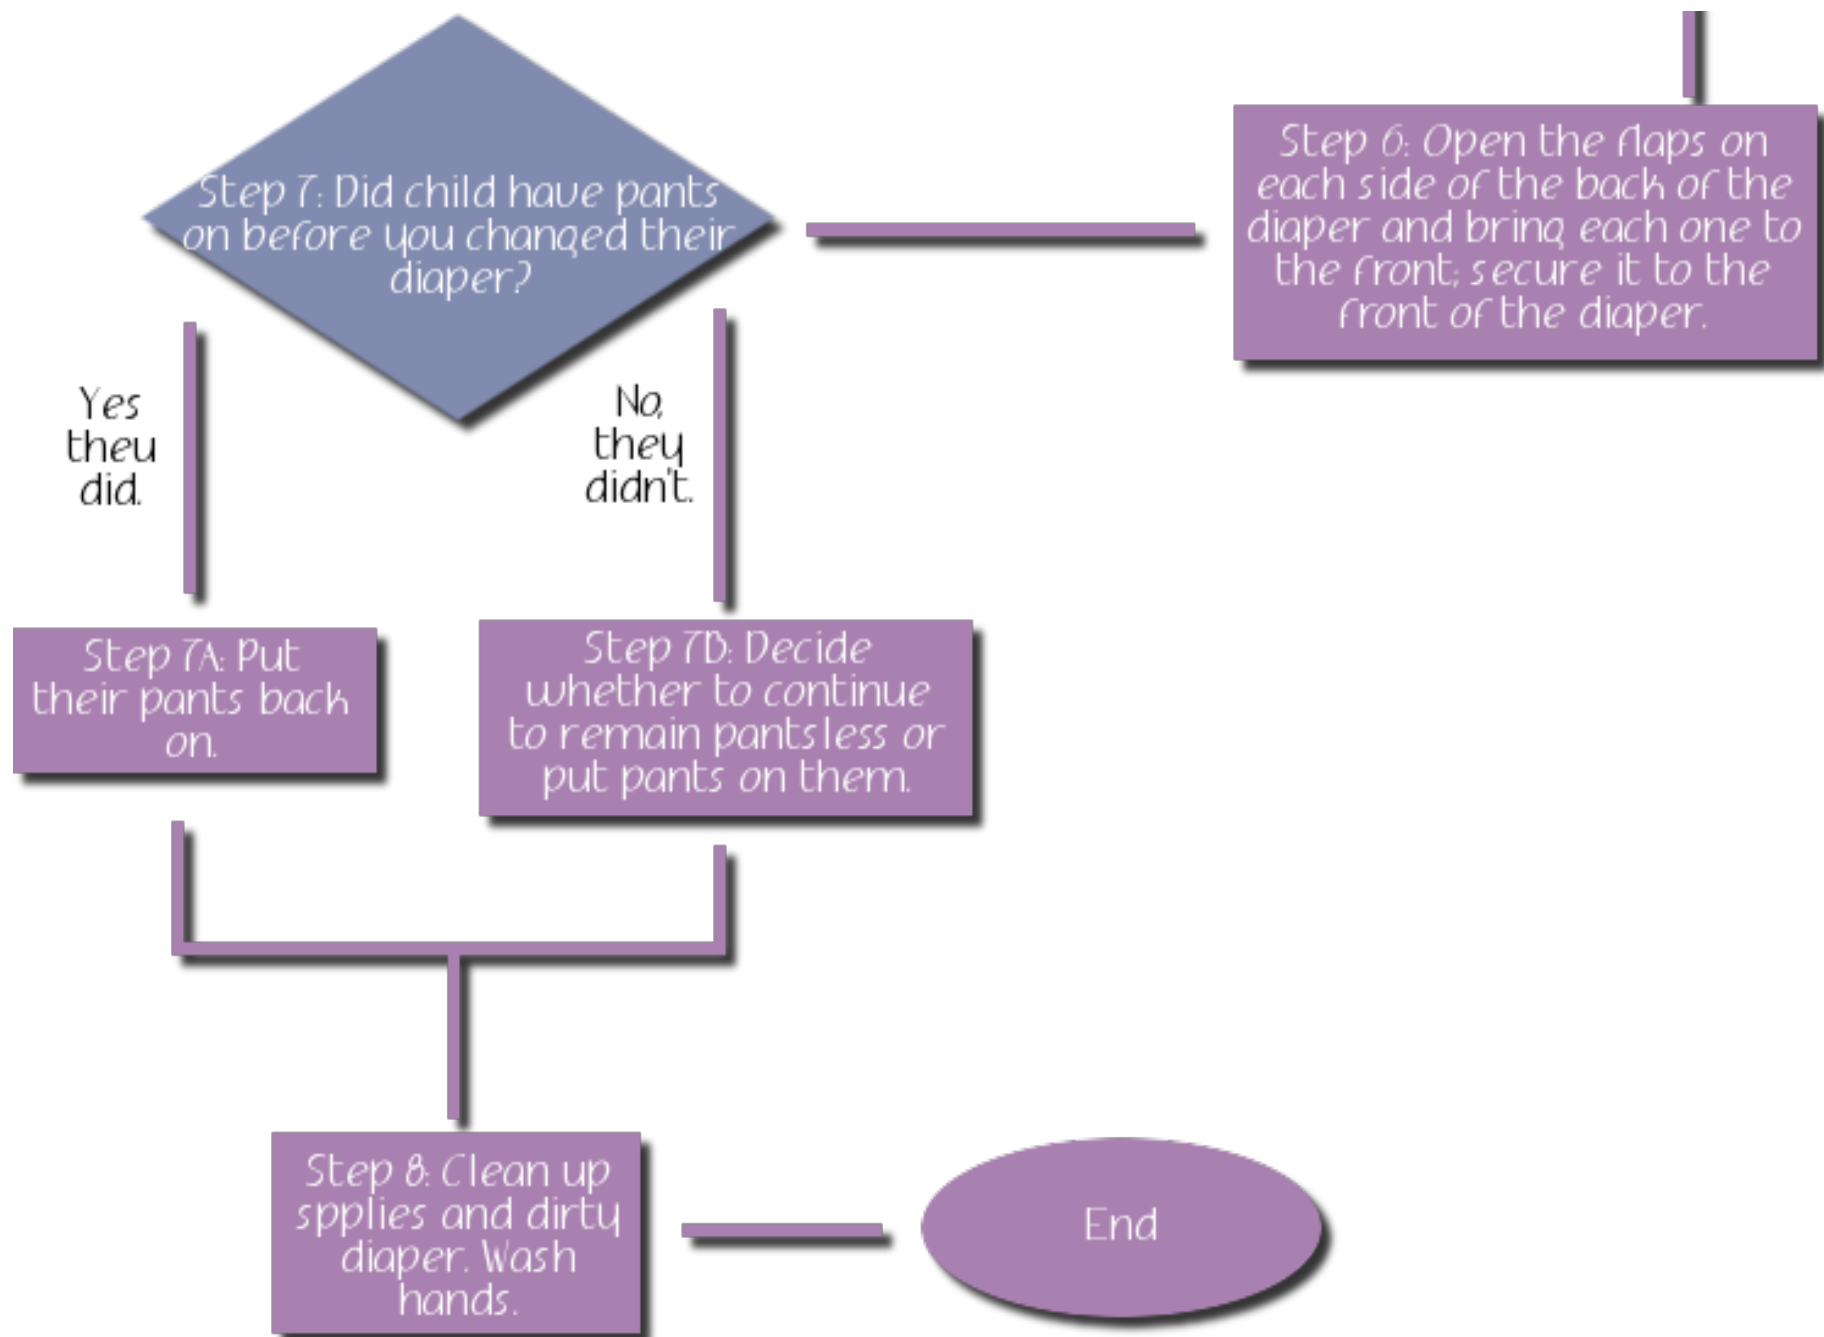 Step 6: Open the flaps on
each side of the back of the
diaper and bring each one to
the front; secure it to the
front of the diaper.
Step 7: Did child have pants
on before you changed their
diaper?
Yes
they
did.
No,
they
didn't.
Step 7A: Put
their pants back
on.
Step 7B: Decide
whether to continue
to remain pantsless or
put pants on them.
Step 8: Clean up
spplies and dirty
diaper. Wash
hands.
End